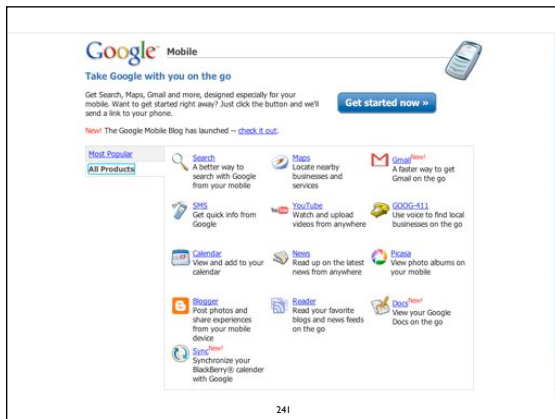 Google™ Mobile
Take Google with you on the go
Get Search, Maps, Gmail and more, designed especially for your
mobile. Want to get started right away? Just click the button and we'll
send a link to your phone.
Get started now »
New! The Google Mobile Blog has launched -- check it out.
Most Popular
All Products
Search
A better way to
search with Google
from your mobile
Maps
Locate nearby
businesses and
services
Gmail New!
A faster way to get
Gmail on the go
SMS
Get quick info from
Google
YouTube
Watch and upload
videos from anywhere
GOOG-411
Use voice to find local
businesses on the go
Calendar
View and add to your
calendar
News
Read up on the latest
news from anywhere
Picasa
View photo albums on
your mobile
Blogger
Post photos and
share experiences
from your mobile
device
Reader
Read your favorite
blogs and news feeds
on the go
Docs New!
View your Google
Docs on the go
Sync New!
Synchronize your
BlackBerry® calender
with Google
241